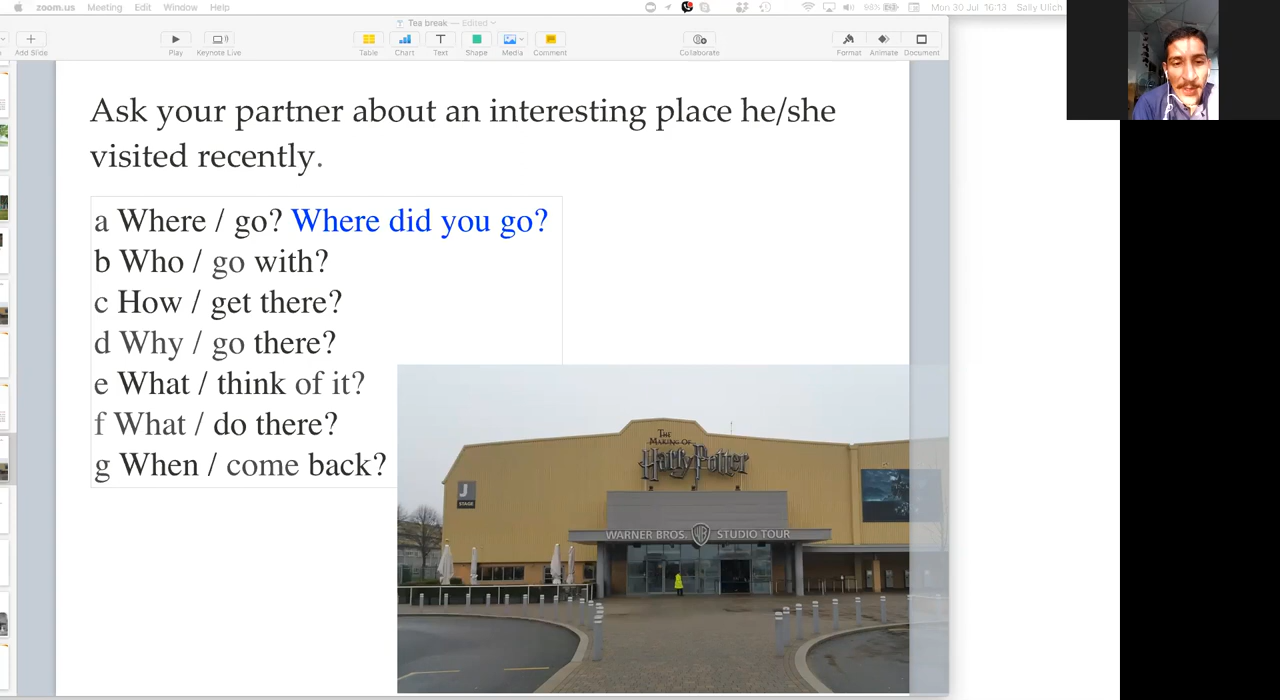 zoom.us Meeting Edit Window Help
98% Mon 30 Jul 16:13 Sally Ulich
Tea break — Edited
Add Slide Play Keynote Live Table Chart Text Shape Media Comment Collaborate Format Animate Document
Ask your partner about an interesting place he/she
visited recently.
a Where / go? Where did you go?
b Who / go with?
c How / get there?
d Why / go there?
e What / think of it?
f What / do there?
g When / come back?
THE
MAKING OF
Harry Potter
J
STAGE
WARNER BROS. WB STUDIO TOUR